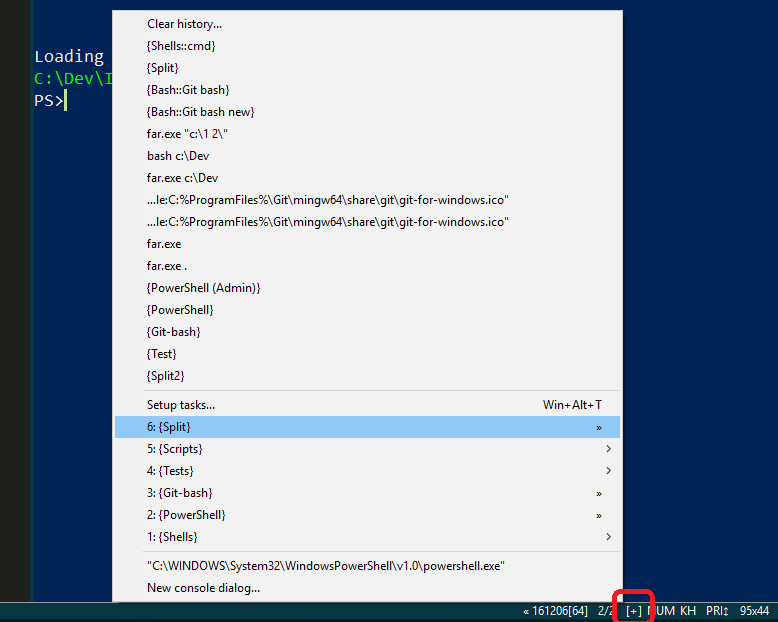 Loading
C:\Dev\I
PS>
Clear history...
{Shells::cmd}
{Split}
{Bash::Git bash}
{Bash::Git bash new}
far.exe "c:\1 2\"
bash c:\Dev
far.exe c:\Dev
...le:C:%ProgramFiles%\Git\mingw64\share\git\git-for-windows.ico"
...le:C:%ProgramFiles%\Git\mingw64\share\git\git-for-windows.ico"
far.exe
far.exe .
{PowerShell (Admin)}
{PowerShell}
{Git-bash}
{Test}
{Split2}
Setup tasks... Win+Alt+T
6: {Split} »
5: {Scripts} >
4: {Tests} >
3: {Git-bash} »
2: {PowerShell} »
1: {Shells} >
"C:\WINDOWS\System32\WindowsPowerShell\v1.0\powershell.exe"
New console dialog...
« 161206[64] 2/2 [+] NUM KH PRI↕ 95x44